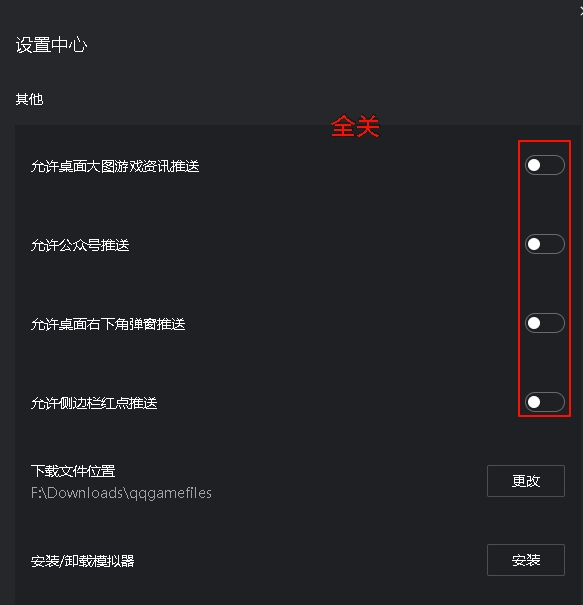 设置中心
其他
全关
允许桌面大图游戏资讯推送
允许公众号推送
允许桌面右下角弹窗推送
允许侧边栏红点推送
下载文件位置
F:\Downloads\qqgamefiles
更改
安装/卸载模拟器
安装